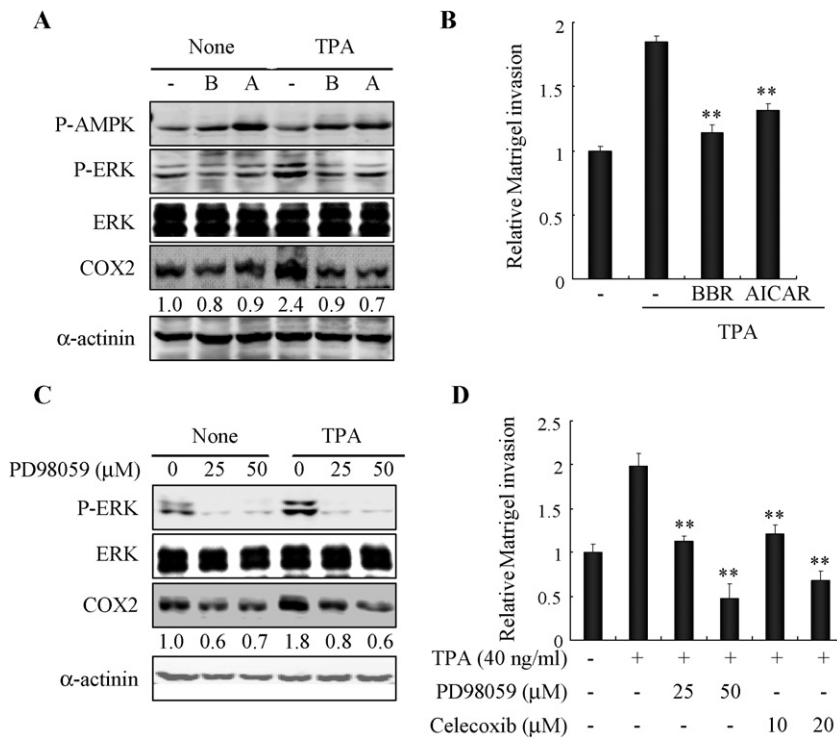 A
None TPA
- B A - B A
P-AMPK
P-ERK
ERK
COX2
1.0 0.8 0.9 2.4 0.9 0.7
α-actinin
B
Relative Matrigel invasion
2
1.5
1
0.5
0
** **
- - BBR AICAR
TPA
C
None TPA
PD98059 (μM) 0 25 50 0 25 50
P-ERK
ERK
COX2
1.0 0.6 0.7 1.8 0.8 0.6
α-actinin
D
Relative Matrigel invasion
2.5
2
1.5
1
0.5
0
** ** ** **
TPA (40 ng/ml) - + + + + +
PD98059 (μM) - - 25 50 - -
Celecoxib (μM) - - - - 10 20